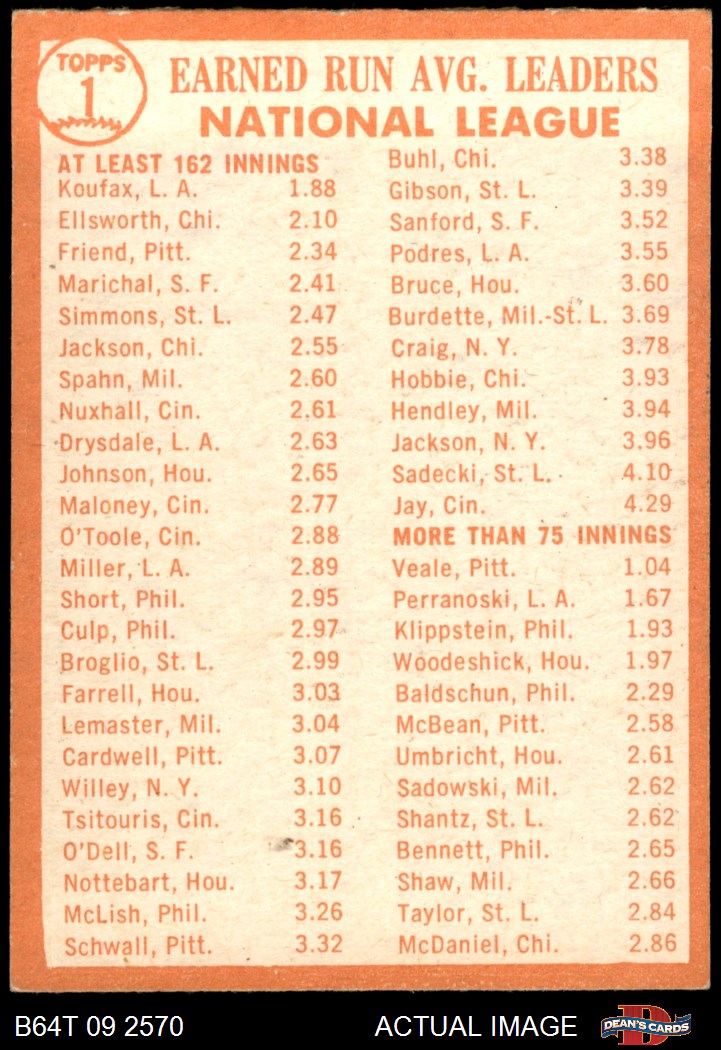 TOPPS
1
EARNED RUN AVG. LEADERS
NATIONAL LEAGUE
AT LEAST 162 INNINGS
Koufax, L. A. 1.88
Ellsworth, Chi. 2.10
Friend, Pitt. 2.34
Marichal, S. F. 2.41
Simmons, St. L. 2.47
Jackson, Chi. 2.55
Spahn, Mil. 2.60
Nuxhall, Cin. 2.61
Drysdale, L. A. 2.63
Johnson, Hou. 2.65
Maloney, Cin. 2.77
O'Toole, Cin. 2.88
Miller, L. A. 2.89
Short, Phil. 2.95
Culp, Phil. 2.97
Broglio, St. L. 2.99
Farrell, Hou. 3.03
Lemaster, Mil. 3.04
Cardwell, Pitt. 3.07
Willey, N. Y. 3.10
Tsitouris, Cin. 3.16
O'Dell, S. F. 3.16
Nottebart, Hou. 3.17
McLish, Phil. 3.26
Schwall, Pitt. 3.32
Buhl, Chi. 3.38
Gibson, St. L. 3.39
Sanford, S. F. 3.52
Podres, L. A. 3.55
Bruce, Hou. 3.60
Burdette, Mil.-St. L. 3.69
Craig, N. Y. 3.78
Hobbie, Chi. 3.93
Hendley, Mil. 3.94
Jackson, N. Y. 3.96
Sadecki, St. L. 4.10
Jay, Cin. 4.29
MORE THAN 75 INNINGS
Veale, Pitt. 1.04
Perranoski, L. A. 1.67
Klippstein, Phil. 1.93
Woodeshick, Hou. 1.97
Baldschun, Phil. 2.29
McBean, Pitt. 2.58
Umbricht, Hou. 2.61
Sadowski, Mil. 2.62
Shantz, St. L. 2.62
Bennett, Phil. 2.65
Shaw, Mil. 2.66
Taylor, St. L. 2.84
McDaniel, Chi. 2.86
B64T 09 2570
ACTUAL IMAGE
D
DEAN'S CARDS